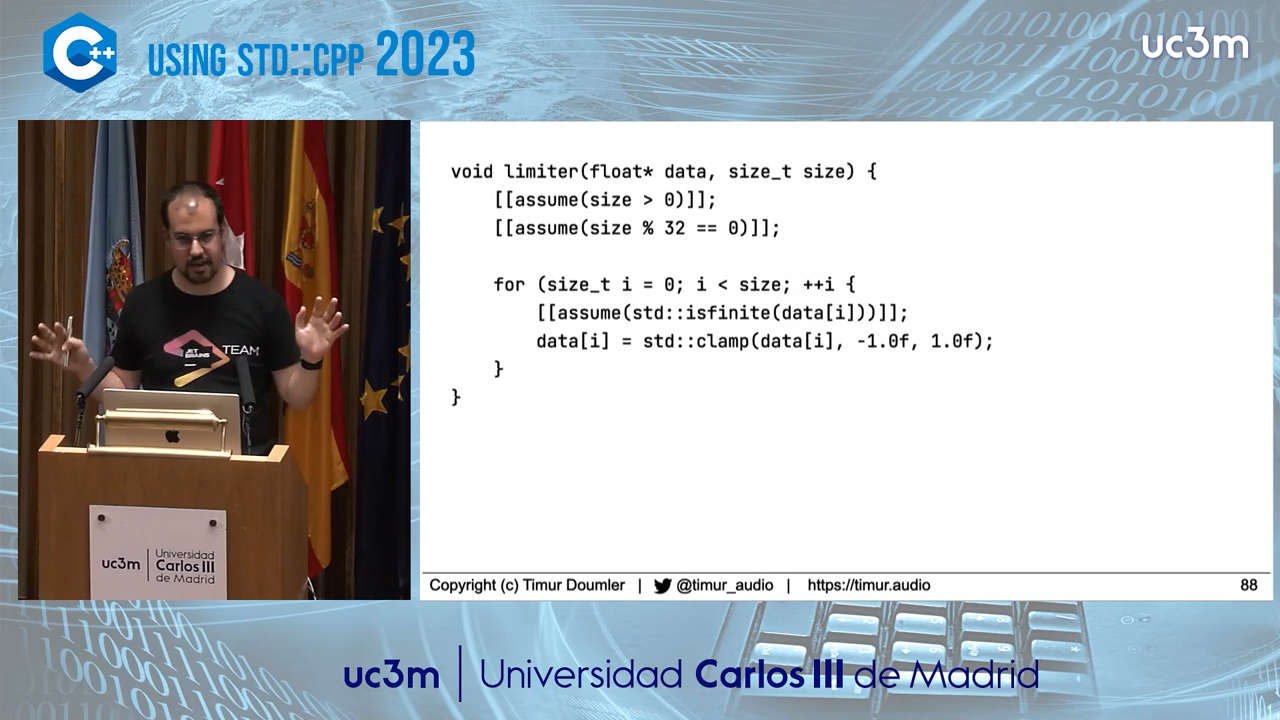 C++
USING STD::CPP 2023
uc3m
void limiter(float* data, size_t size) {
[[assume(size > 0)]];
[[assume(size % 32 == 0)]];
for (size_t i = 0; i < size; ++i {
[[assume(std::isfinite(data[i]))]];
data[i] = std::clamp(data[i], -1.0f, 1.0f);
}
}
JET
BRAINS
TEAM
uc3m
Universidad
Carlos III
de Madrid
Copyright (c) Timur Doumler | @timur_audio | https://timur.audio
88
uc3m | Universidad Carlos III de Madrid